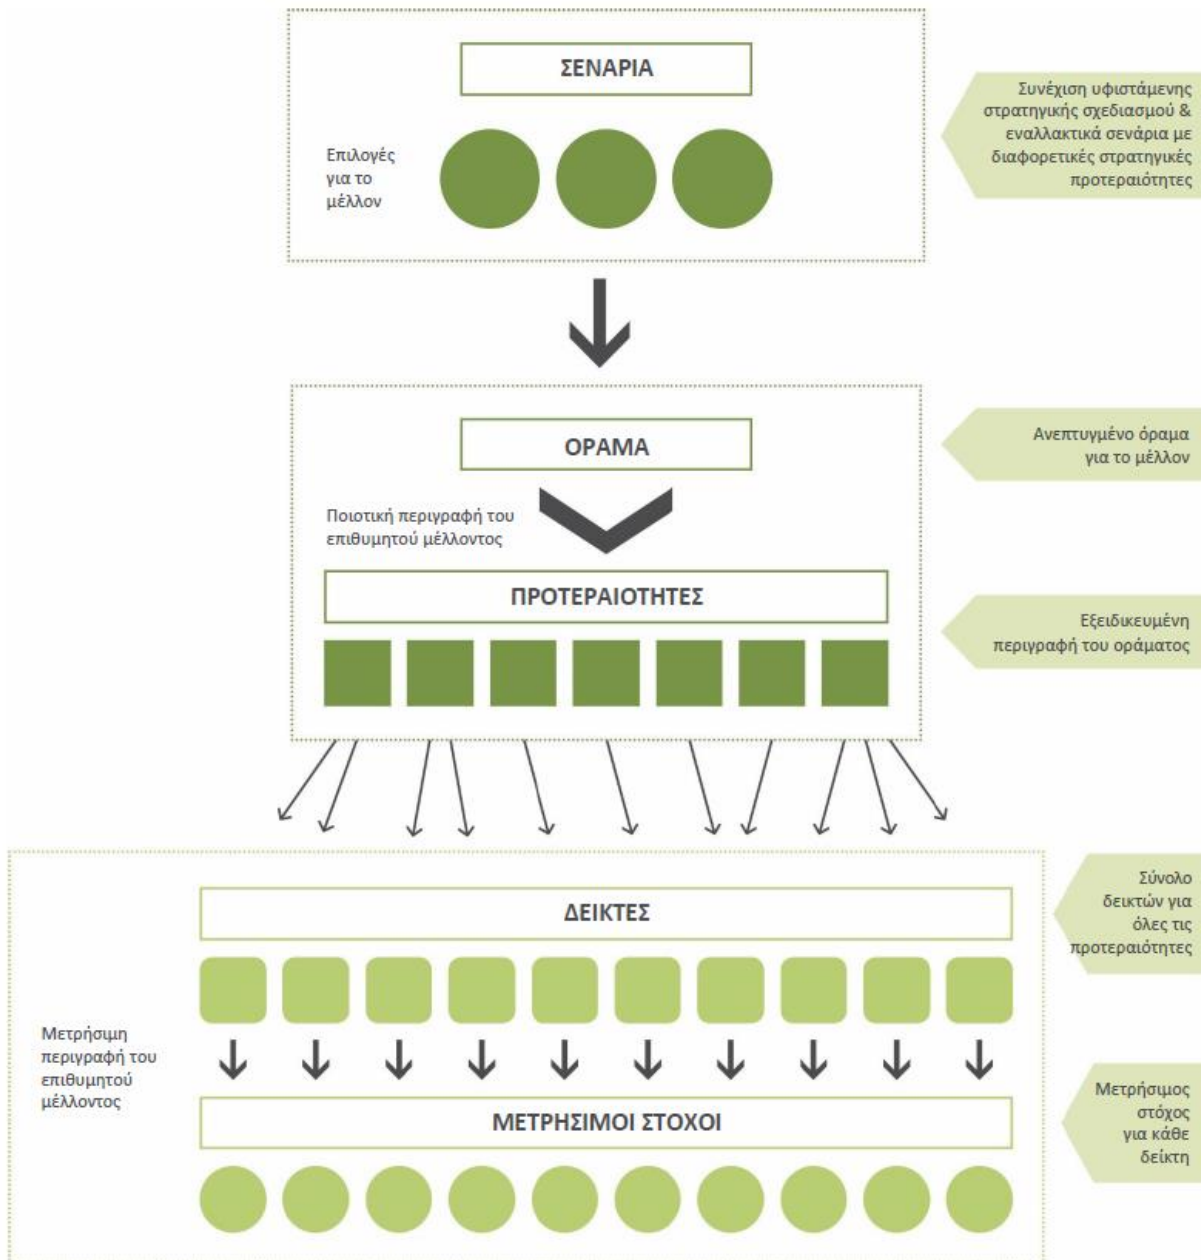 ΣΕΝΑΡΙΑ
Επιλογές
για το
μέλλον
Συνέχιση υφιστάμενης
στρατηγικής σχεδιασμού &
εναλλακτικά σενάρια με
διαφορετικές στρατηγικές
προτεραιότητες
ΟΡΑΜΑ
Ανεπτυγμένο όραμα
για το μέλλον
Ποιοτική περιγραφή του
επιθυμητού μέλλοντος
ΠΡΟΤΕΡΑΙΟΤΗΤΕΣ
Εξειδικευμένη
περιγραφή του οράματος
ΔΕΙΚΤΕΣ
Σύνολο
δεικτών για
όλες τις
προτεραιότητες
Μετρήσιμη
περιγραφή του
επιθυμητού
μέλλοντος
ΜΕΤΡΗΣΙΜΟΙ ΣΤΟΧΟΙ
Μετρήσιμος
στόχος
για κάθε
δείκτη